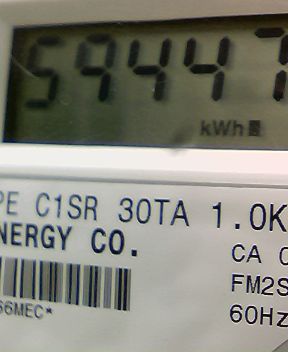 59447
kWh
PE C1SR 30TA 1.0K
NERGY CO.
CA
FM2S
60Hz
66MEC*